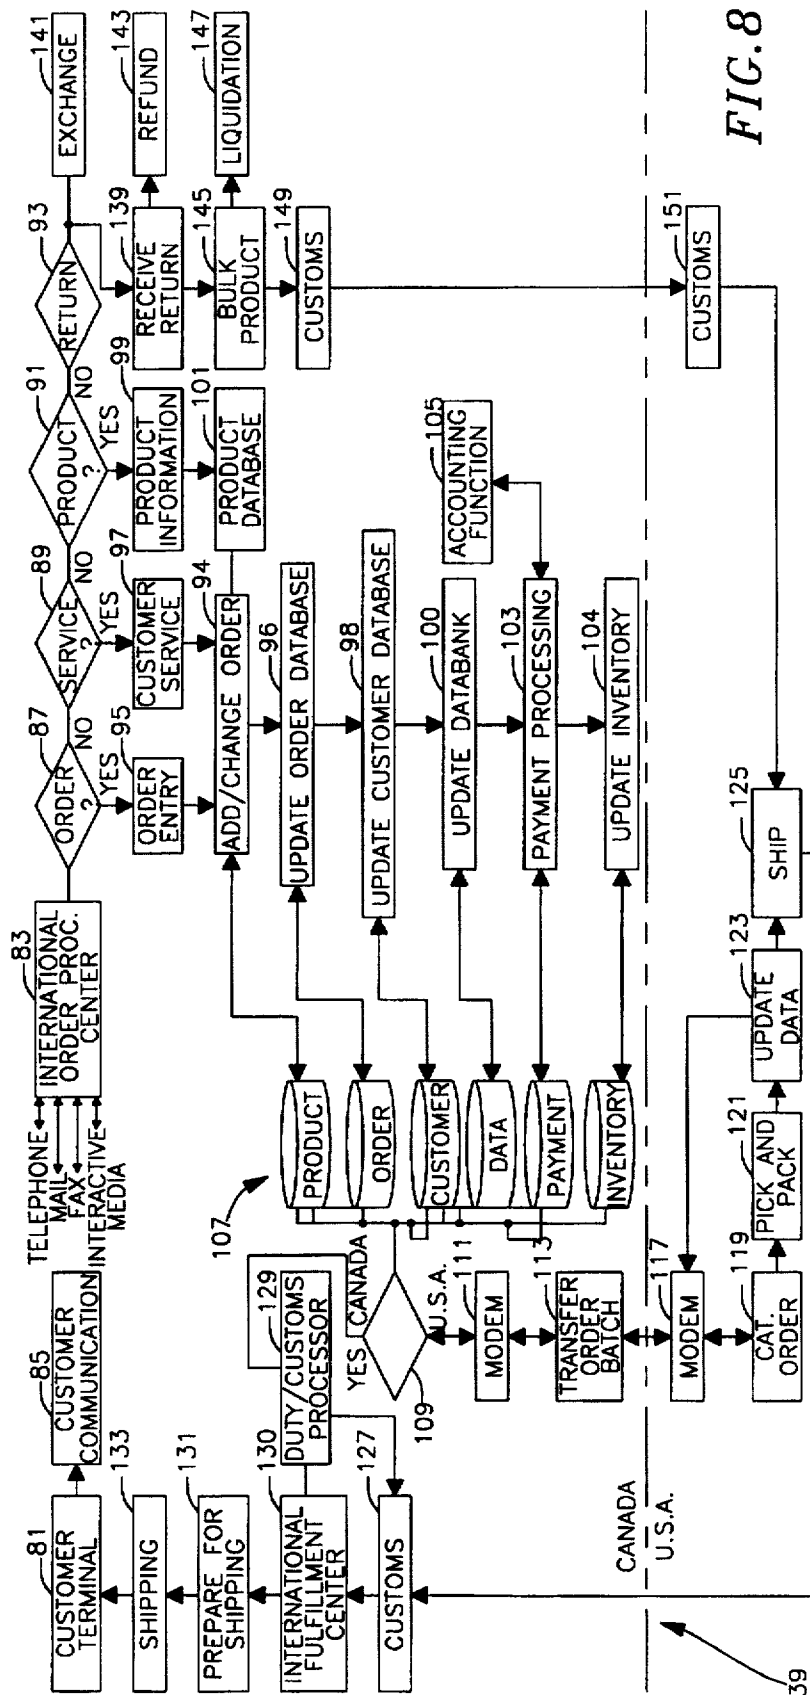 81
CUSTOMER
TERMINAL
85
CUSTOMER
COMMUNICATION
TELEPHONE
MAIL
FAX
INTERACTIVE
MEDIA
83
INTERNATIONAL
ORDER PROC.
CENTER
87
ORDER
?
NO
YES
89
SERVICE
?
NO
YES
91
PRODUCT
?
NO
YES
93
RETURN
141
EXCHANGE
133
SHIPPING
95
ORDER
ENTRY
97
CUSTOMER
SERVICE
99
PRODUCT
INFORMATION
139
RECEIVE
RETURN
143
REFUND
131
PREPARE FOR
SHIPPING
94
ADD/CHANGE ORDER
101
PRODUCT
DATABASE
145
BULK
PRODUCT
147
LIQUIDATION
130
INTERNATIONAL
FULFILLMENT
CENTER
129
DUTY/CUSTOMS
PROCESSOR
107
PRODUCT
96
UPDATE ORDER DATABASE
149
CUSTOMS
YES
CANADA
ORDER
127
CUSTOMS
109
U.S.A.
CUSTOMER
98
UPDATE CUSTOMER DATABASE
111
MODEM
DATA
100
UPDATE DATABANK
105
ACCOUNTING
FUNCTION
113
TRANSFER
ORDER
BATCH
PAYMENT
103
PAYMENT PROCESSING
INVENTORY
104
UPDATE INVENTORY
CANADA
U.S.A.
117
MODEM
151
CUSTOMS
119
CAT.
ORDER
121
PICK AND
PACK
123
UPDATE
DATA
125
SHIP
39
FIG.8